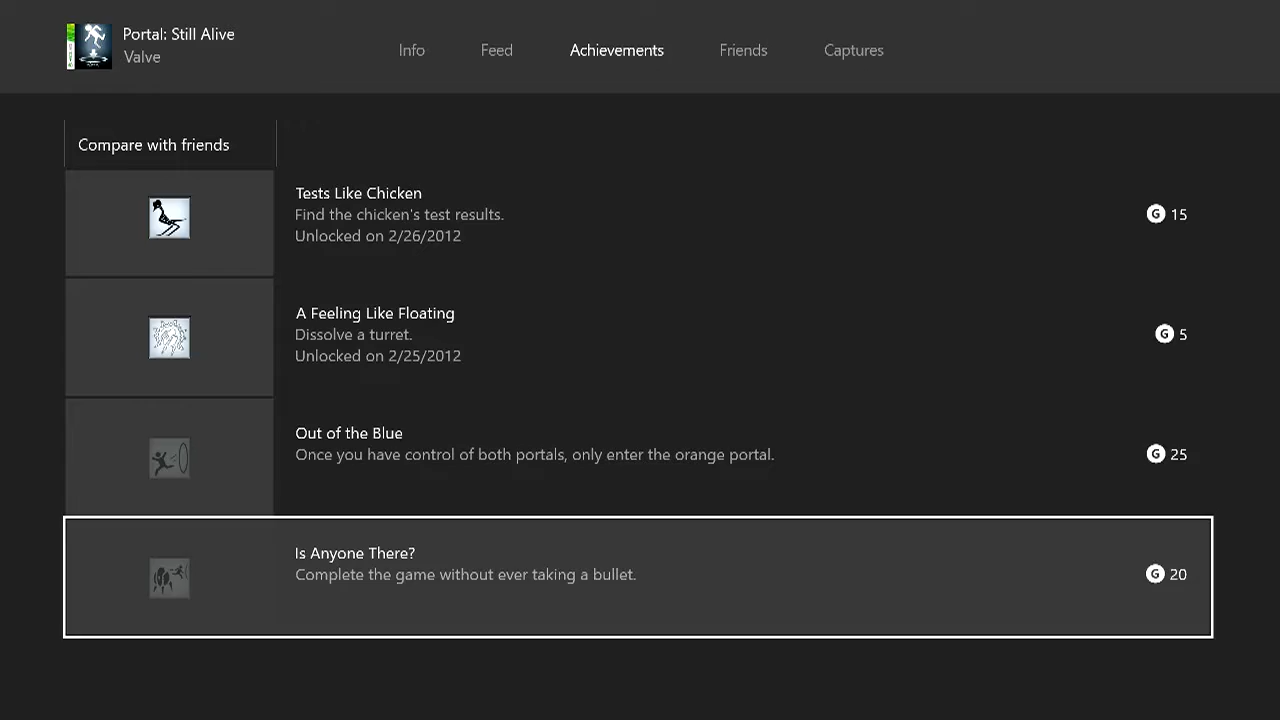 Portal: Still Alive
Valve
Info
Feed
Achievements
Friends
Captures
Compare with friends
Tests Like Chicken
Find the chicken's test results.
Unlocked on 2/26/2012
G 15
A Feeling Like Floating
Dissolve a turret.
Unlocked on 2/25/2012
G 5
Out of the Blue
Once you have control of both portals, only enter the orange portal.
G 25
Is Anyone There?
Complete the game without ever taking a bullet.
G 20